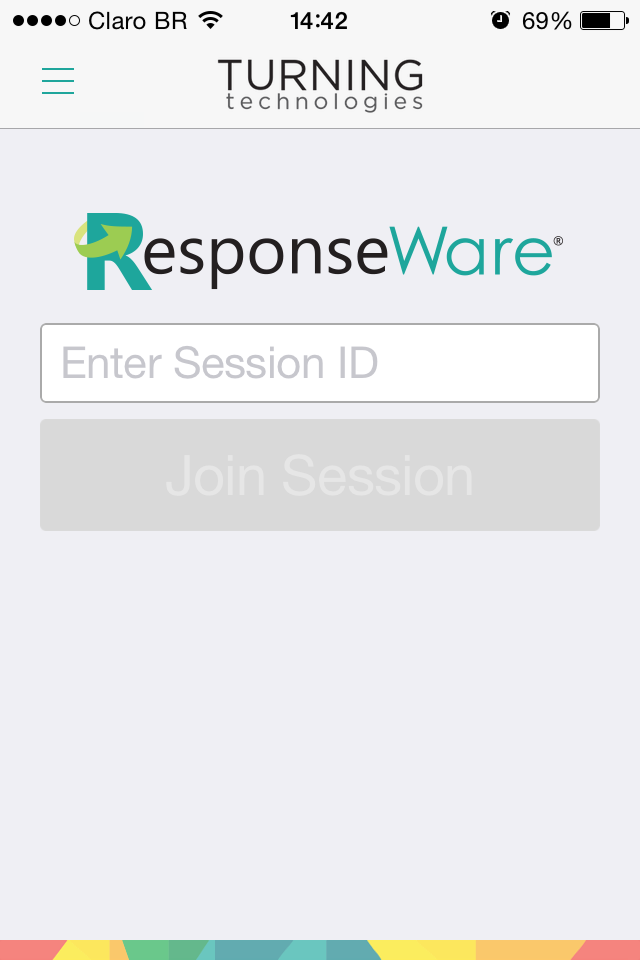 Claro BR 14:42 69%
TURNING
technologies
ResponseWare®
Enter Session ID
Join Session